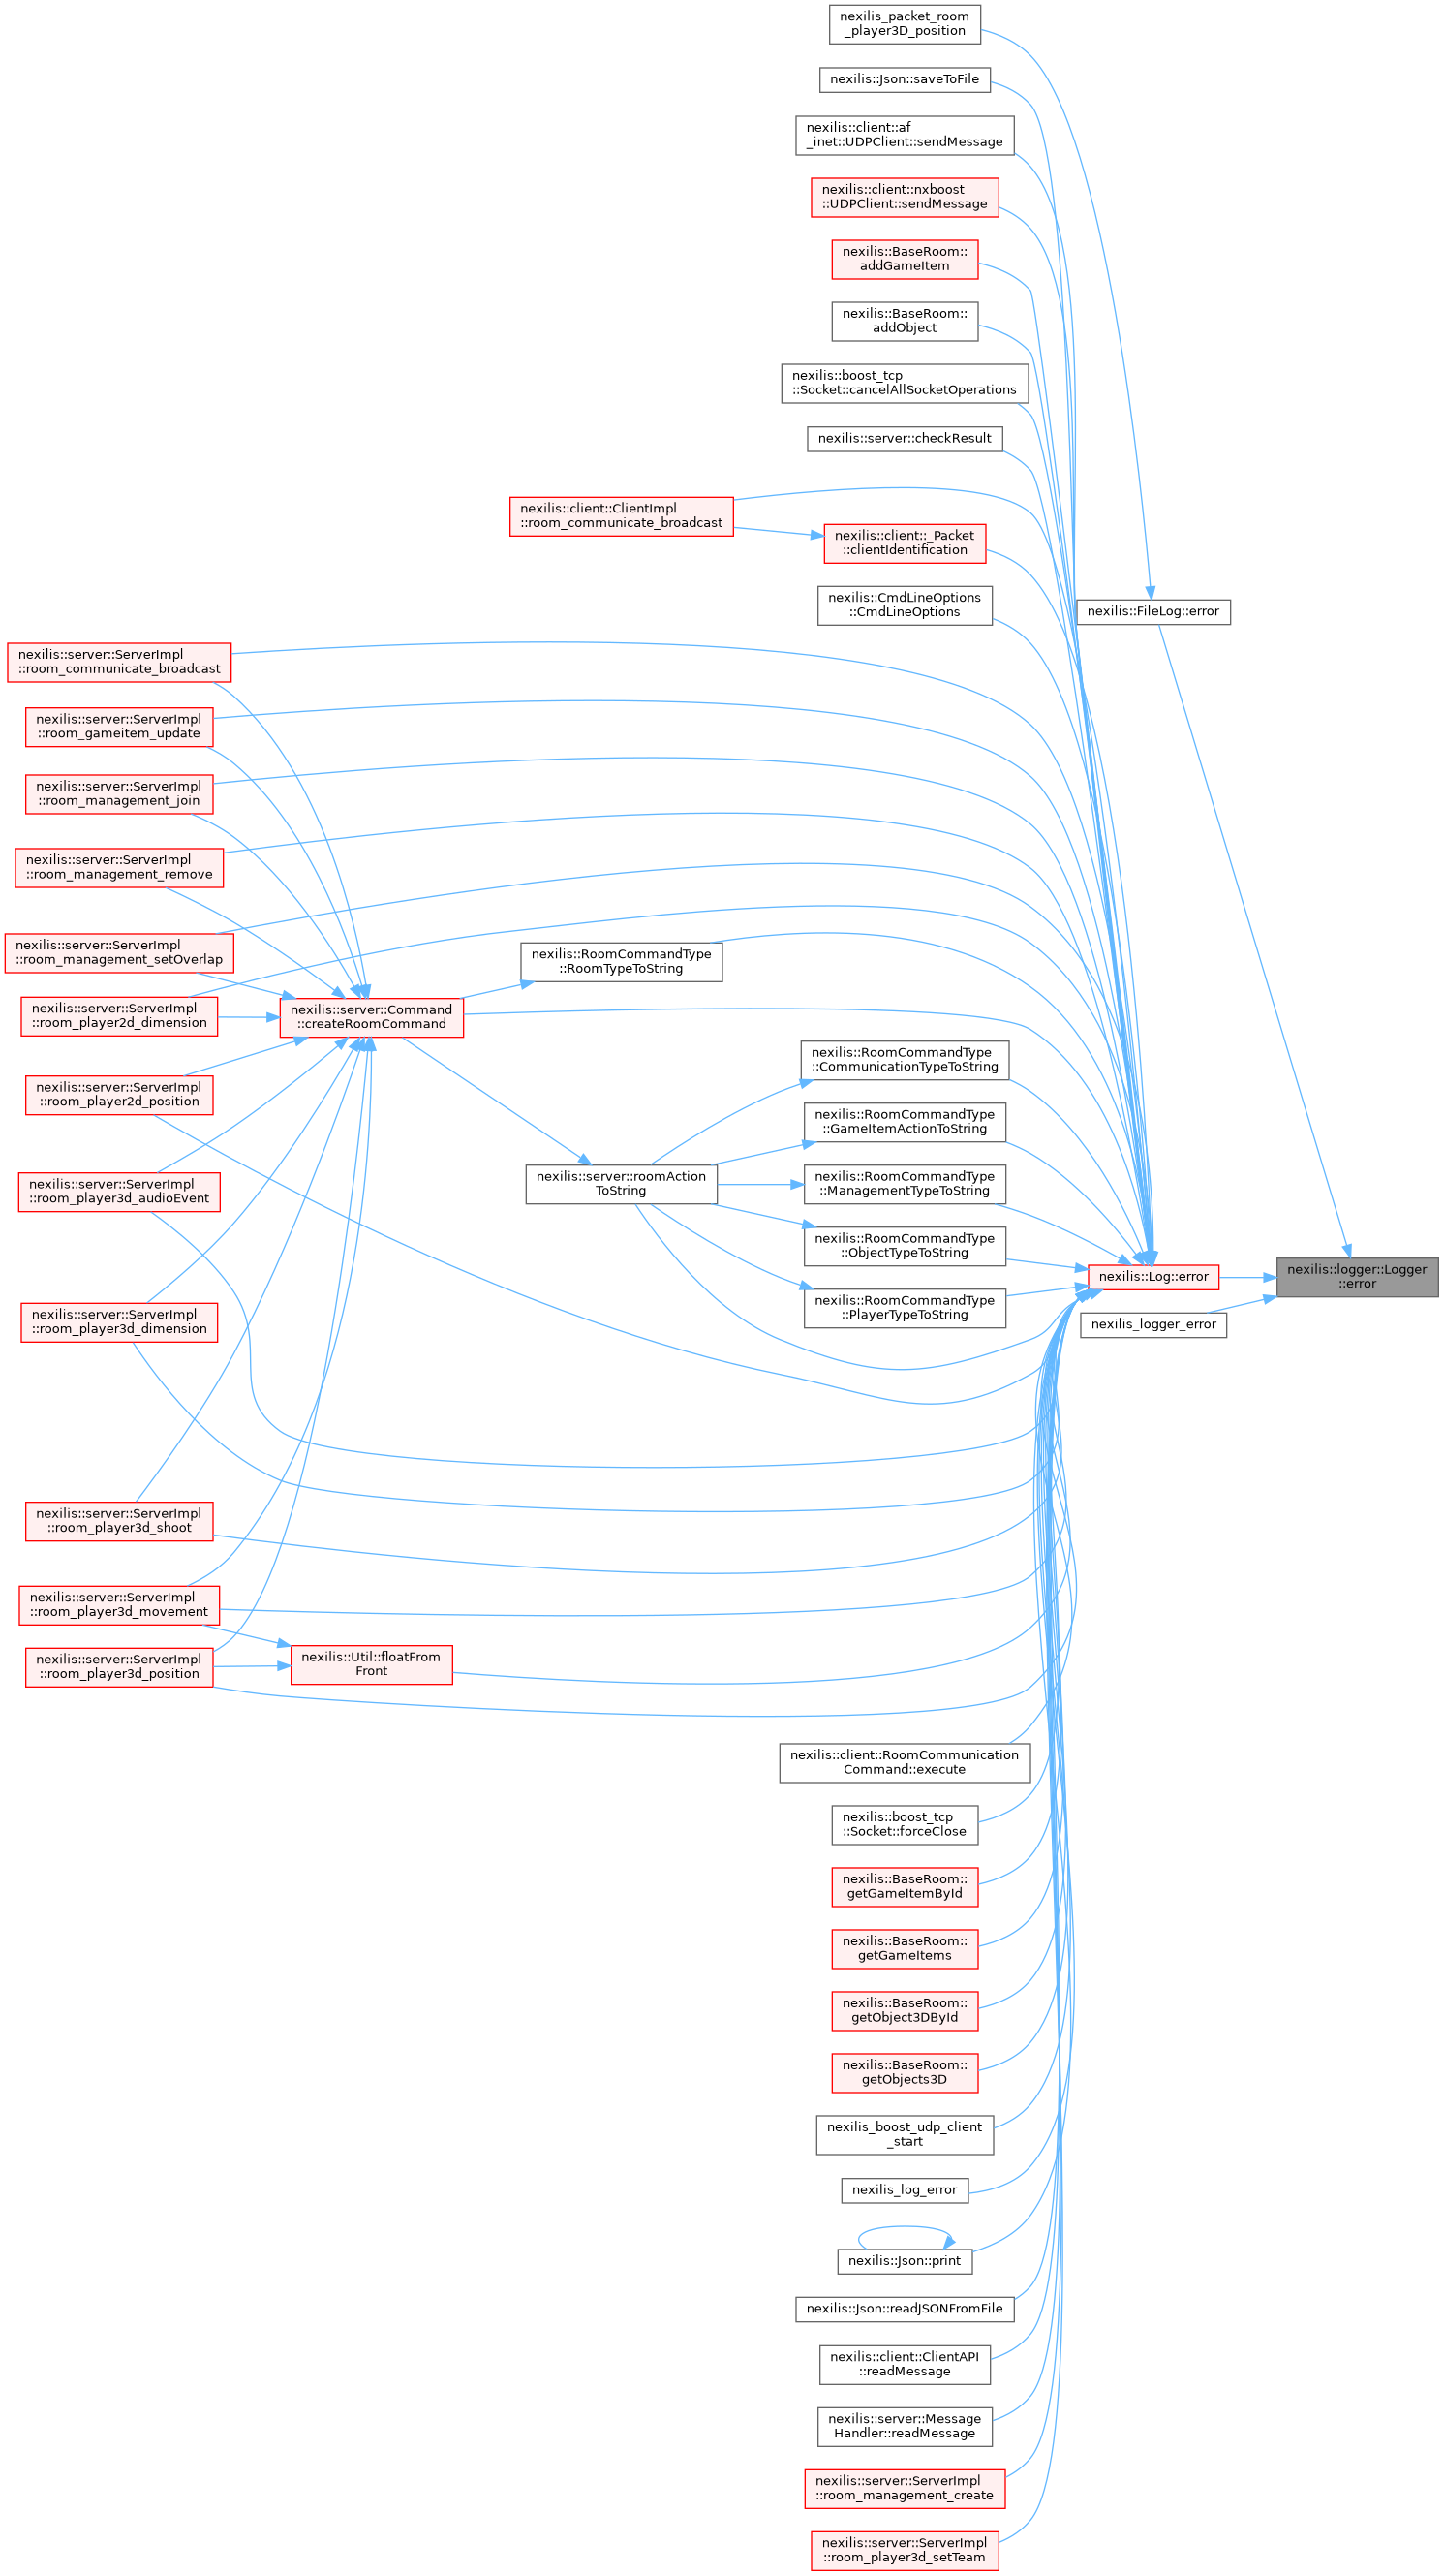 nexilis_packet_room
_player3D_position
nexilis::Json::saveToFile
nexilis::client::af
_inet::UDPClient::sendMessage
nexilis::client::nxboost
::UDPClient::sendMessage
nexilis::BaseRoom::
addGameItem
nexilis::BaseRoom::
addObject
nexilis::boost_tcp
::Socket::cancelAllSocketOperations
nexilis::server::checkResult
nexilis::client::ClientImpl
::room_communicate_broadcast
nexilis::client::_Packet
::clientIdentification
nexilis::CmdLineOptions
::CmdLineOptions
nexilis::FileLog::error
nexilis::server::ServerImpl
::room_communicate_broadcast
nexilis::server::ServerImpl
::room_gameitem_update
nexilis::server::ServerImpl
::room_management_join
nexilis::server::ServerImpl
::room_management_remove
nexilis::server::ServerImpl
::room_management_setOverlap
nexilis::RoomCommandType
::RoomTypeToString
nexilis::server::ServerImpl
::room_player2d_dimension
nexilis::server::Command
::createRoomCommand
nexilis::RoomCommandType
::CommunicationTypeToString
nexilis::server::ServerImpl
::room_player2d_position
nexilis::RoomCommandType
::GameItemActionToString
nexilis::server::ServerImpl
::room_player3d_audioEvent
nexilis::server::roomAction
ToString
nexilis::RoomCommandType
::ManagementTypeToString
nexilis::RoomCommandType
::ObjectTypeToString
nexilis::Log::error
nexilis::logger::Logger
::error
nexilis::server::ServerImpl
::room_player3d_dimension
nexilis::RoomCommandType
::PlayerTypeToString
nexilis_logger_error
nexilis::server::ServerImpl
::room_player3d_shoot
nexilis::server::ServerImpl
::room_player3d_movement
nexilis::server::ServerImpl
::room_player3d_position
nexilis::Util::floatFrom
Front
nexilis::client::RoomCommunication
Command::execute
nexilis::boost_tcp
::Socket::forceClose
nexilis::BaseRoom::
getGameItemById
nexilis::BaseRoom::
getGameItems
nexilis::BaseRoom::
getObject3DById
nexilis::BaseRoom::
getObjects3D
nexilis_boost_udp_client
_start
nexilis_log_error
nexilis::Json::print
nexilis::Json::readJSONFromFile
nexilis::client::ClientAPI
::readMessage
nexilis::server::Message
Handler::readMessage
nexilis::server::ServerImpl
::room_management_create
nexilis::server::ServerImpl
::room_player3d_setTeam